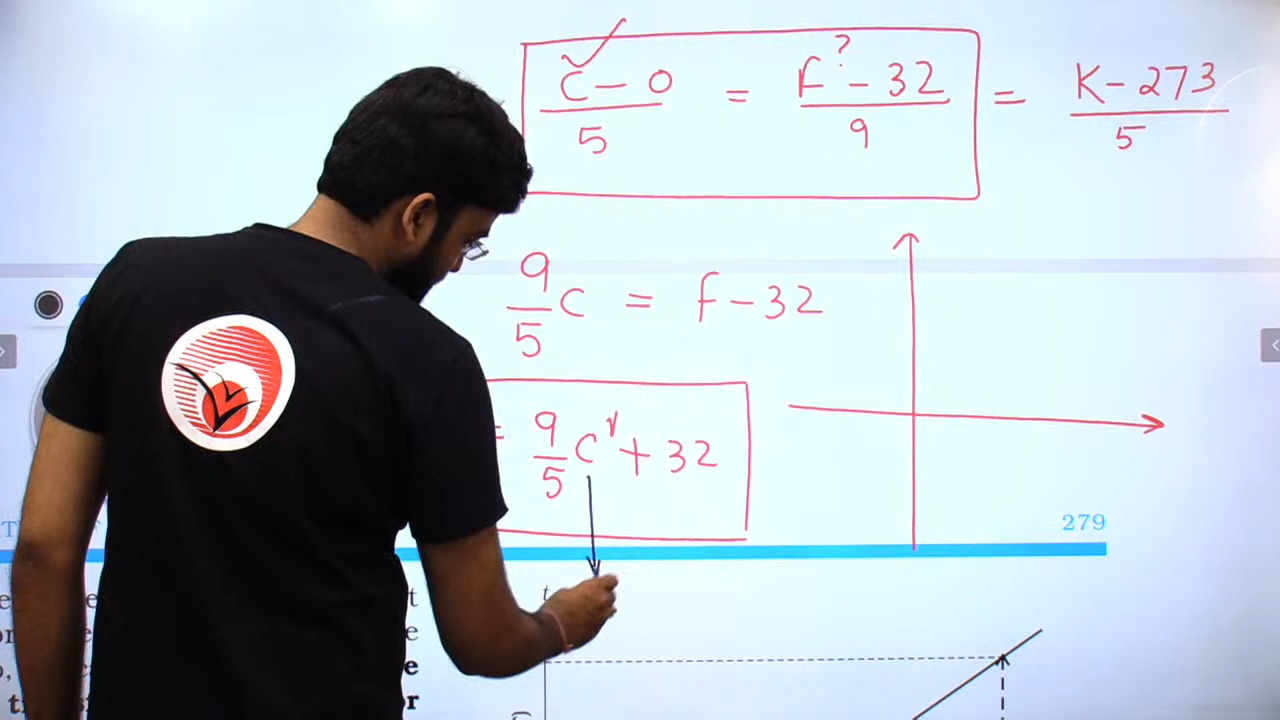 C - 0 / 5 = F? - 32 / 9 = K - 273 / 5
9/5 C = F - 32
= 9/5 C + 32
279
t